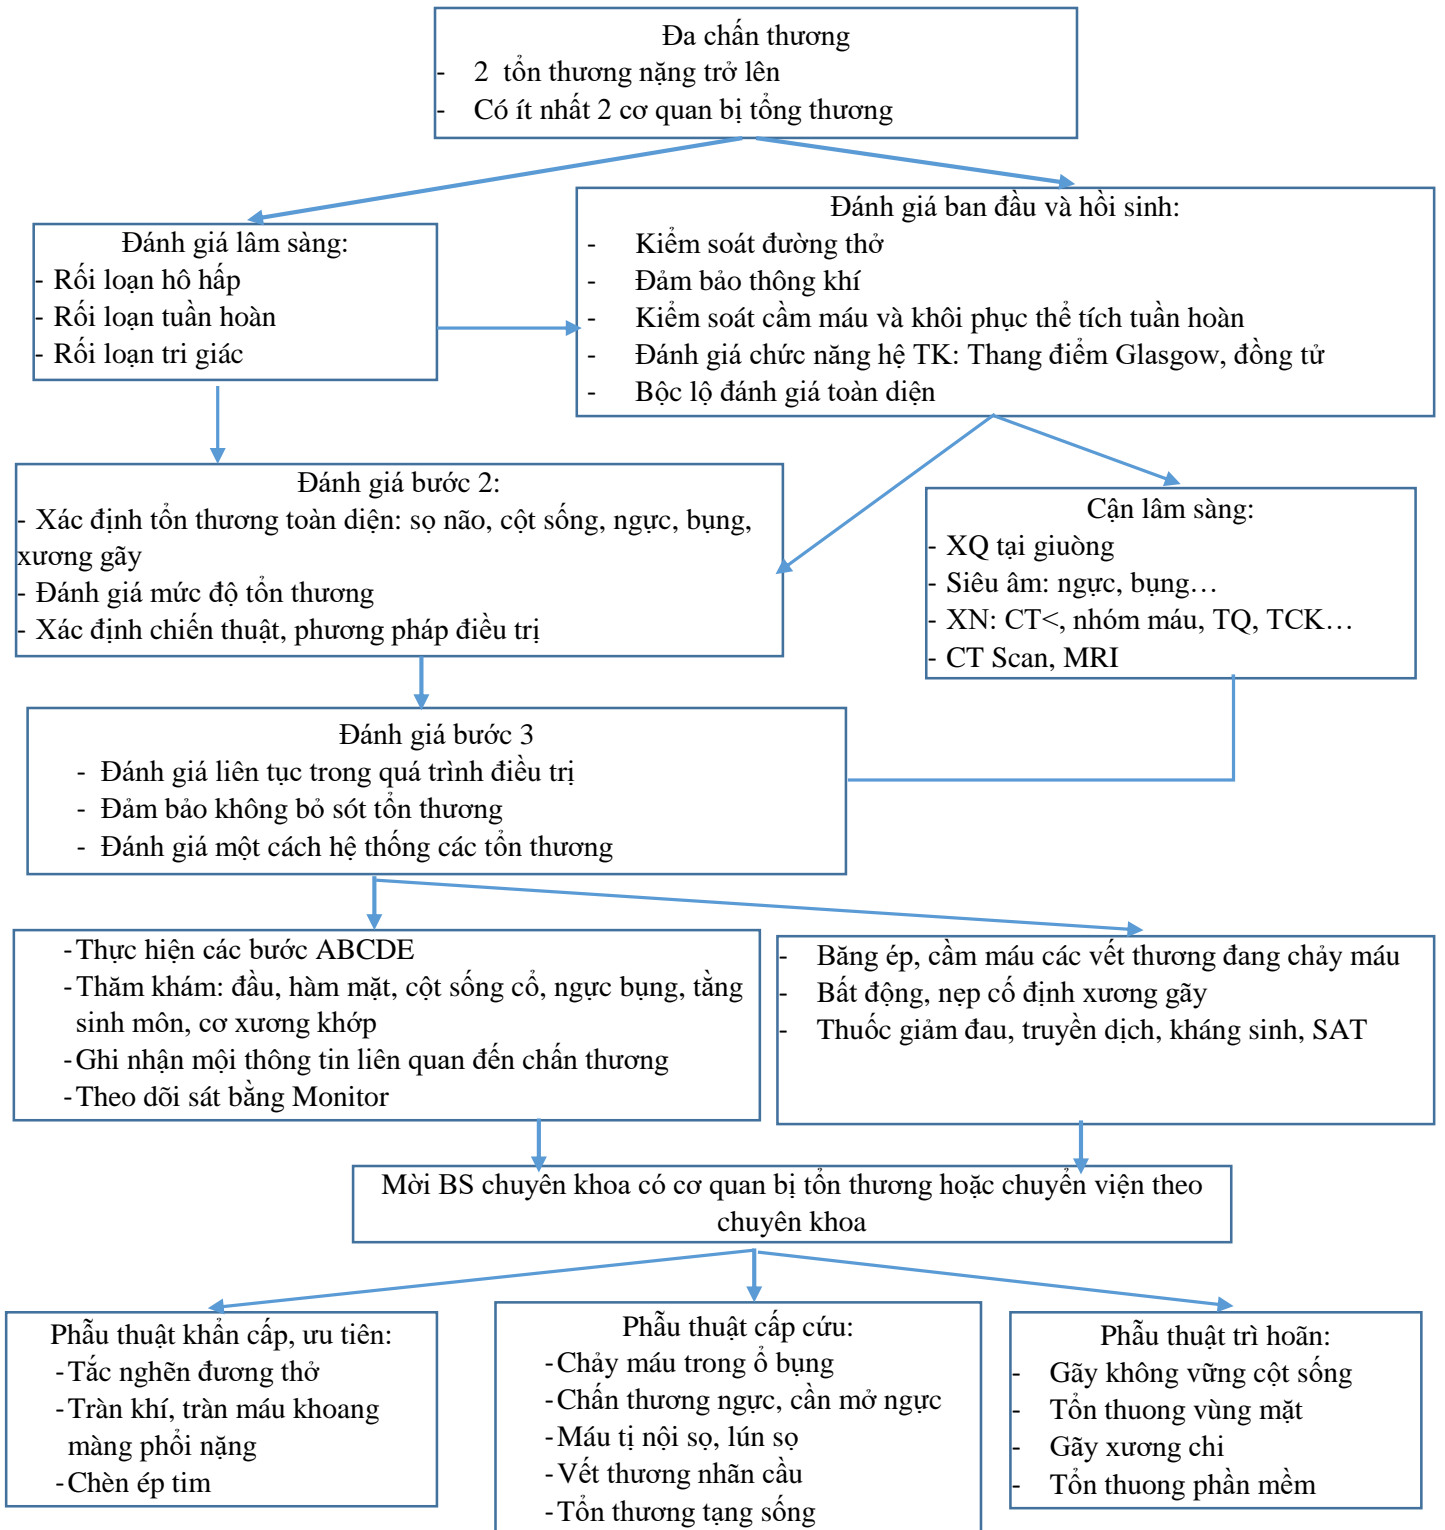 Đa chấn thương
- 2 tổn thương nặng trở lên
- Có ít nhất 2 cơ quan bị tổng thương
Đánh giá lâm sàng:
- Rối loạn hô hấp
- Rối loạn tuần hoàn
- Rối loạn tri giác
Đánh giá ban đầu và hồi sinh:
- Kiểm soát đường thở
- Đảm bảo thông khí
- Kiểm soát cầm máu và khôi phục thể tích tuần hoàn
- Đánh giá chức năng hệ TK: Thang điểm Glasgow, đồng tử
- Bộc lộ đánh giá toàn diện
Đánh giá bước 2:
- Xác định tổn thương toàn diện: sọ não, cột sống, ngực, bụng,
xương gãy
- Đánh giá mức độ tổn thương
- Xác định chiến thuật, phương pháp điều trị
Cận lâm sàng:
- XQ tại giuòng
- Siêu âm: ngực, bụng…
- XN: CT<, nhóm máu, TQ, TCK…
- CT Scan, MRI
Đánh giá bước 3
- Đánh giá liên tục trong quá trình điều trị
- Đảm bảo không bỏ sót tổn thương
- Đánh giá một cách hệ thống các tổn thương
- Thực hiện các bước ABCDE
- Thăm khám: đầu, hàm mặt, cột sống cổ, ngực bụng, tằng
sinh môn, cơ xương khớp
- Ghi nhận mội thông tin liên quan đến chấn thương
- Theo dõi sát bằng Monitor
- Băng ép, cầm máu các vết thương đang chảy máu
- Bất động, nẹp cố định xương gãy
- Thuốc giảm đau, truyền dịch, kháng sinh, SAT
Mời BS chuyên khoa có cơ quan bị tổn thương hoặc chuyển viện theo
chuyên khoa
Phẫu thuật khẩn cấp, ưu tiên:
- Tắc nghẽn đương thở
- Tràn khí, tràn máu khoang
màng phổi nặng
- Chèn ép tim
Phẫu thuật cấp cứu:
- Chảy máu trong ổ bụng
- Chấn thương ngực, cần mở ngực
- Máu tị nội sọ, lún sọ
- Vết thương nhãn cầu
- Tổn thương tạng sống
Phẫu thuật trì hoãn:
- Gãy không vững cột sống
- Tổn thuong vùng mặt
- Gãy xương chi
- Tổn thuong phần mềm